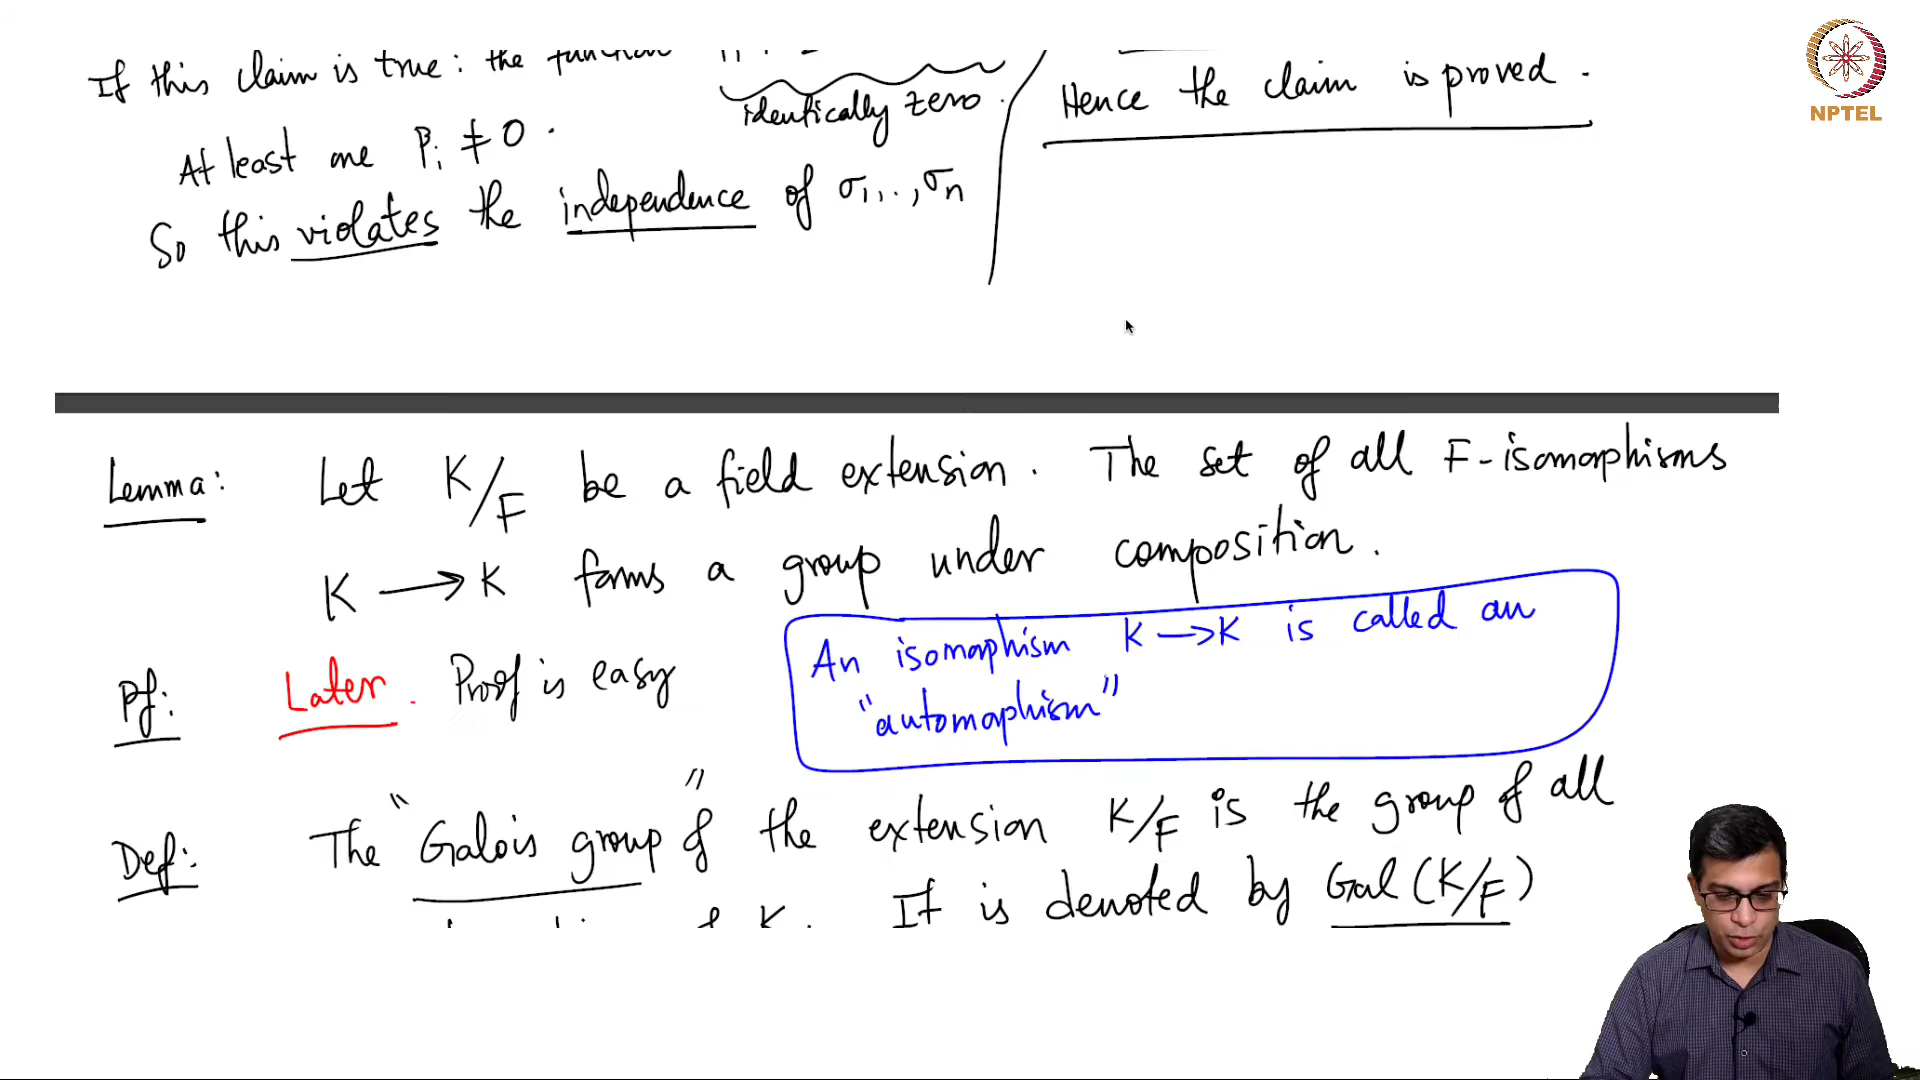 If this claim is true: the function
identically zero.
At least one Pi ≠ 0.
So this violates the independence of σ1,..,σn
Hence the claim is proved.
NPTEL
Lemma: Let K/F be a field extension. The set of all F-isomorphisms
K → K forms a group under composition.
Pf: Later. Proof is easy
An isomorphism K → K is called an
"automorphism"
Def: The "Galois group" of the extension K/F is the group of all
K. It is denoted by Gal(K/F)